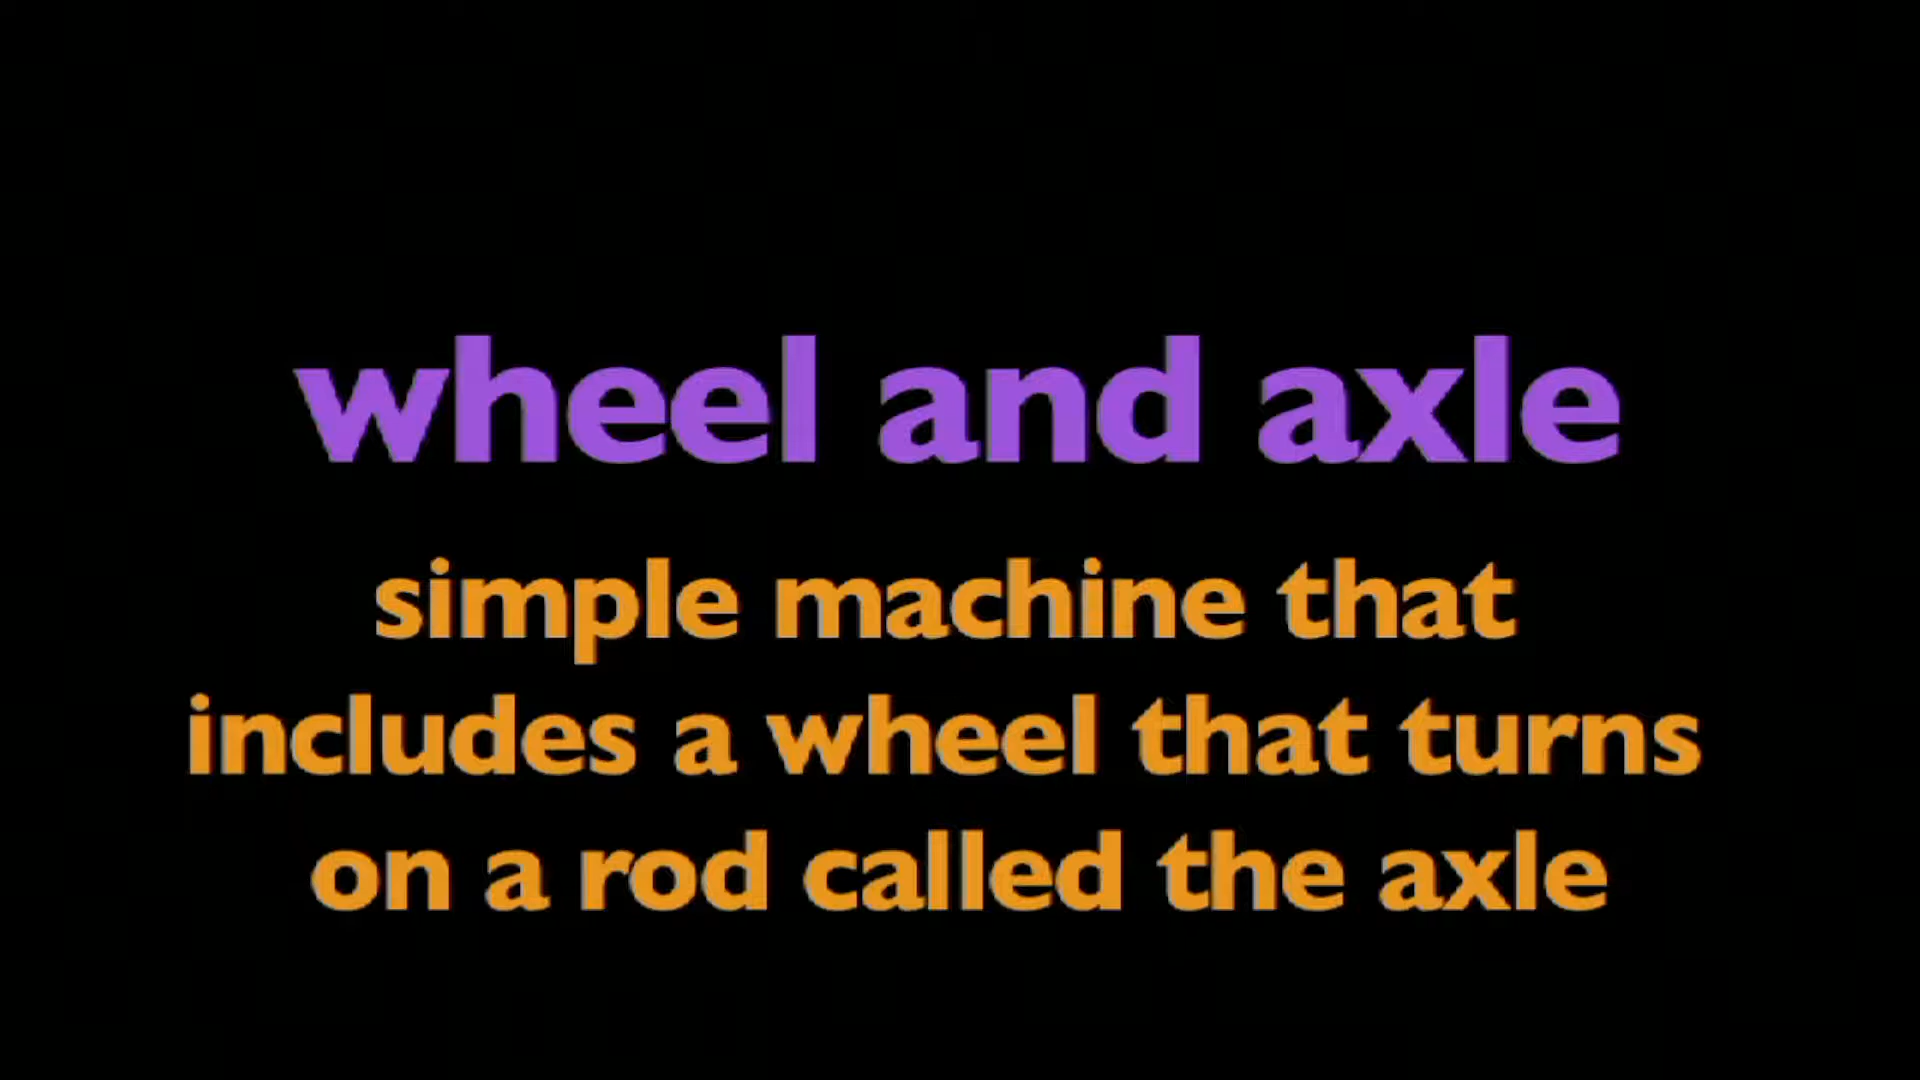 wheel and axle
simple machine that
includes a wheel that turns
on a rod called the axle